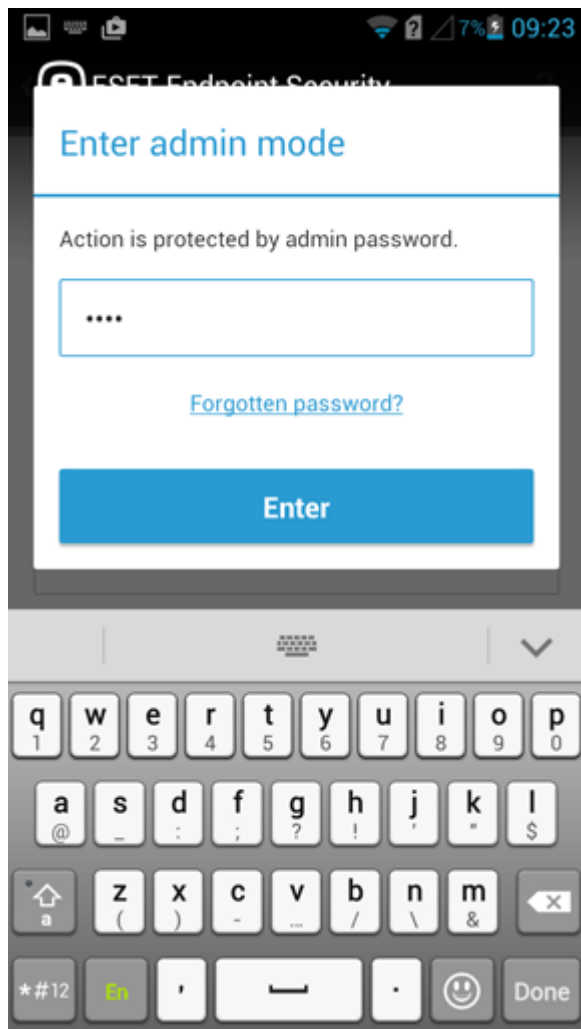 7% 09:23
ESET Endpoint Security
Enter admin mode
Action is protected by admin password.
••••
Forgotten password?
Enter
q w e r t y u i o p
1 2 3 4 5 6 7 8 9 0
a s d f g h j k l
@ _ : ; ? ! ' " $
a z x c v b n m
( ) - ... / \ &
*#12 En , . Done